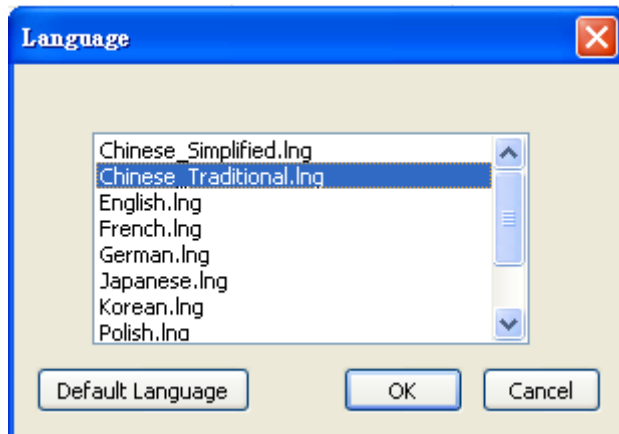 Language
Chinese_Simplified.lng
Chinese_Traditional.lng
English.lng
French.lng
German.lng
Japanese.lng
Korean.lng
Polish.lng
Default Language OK Cancel